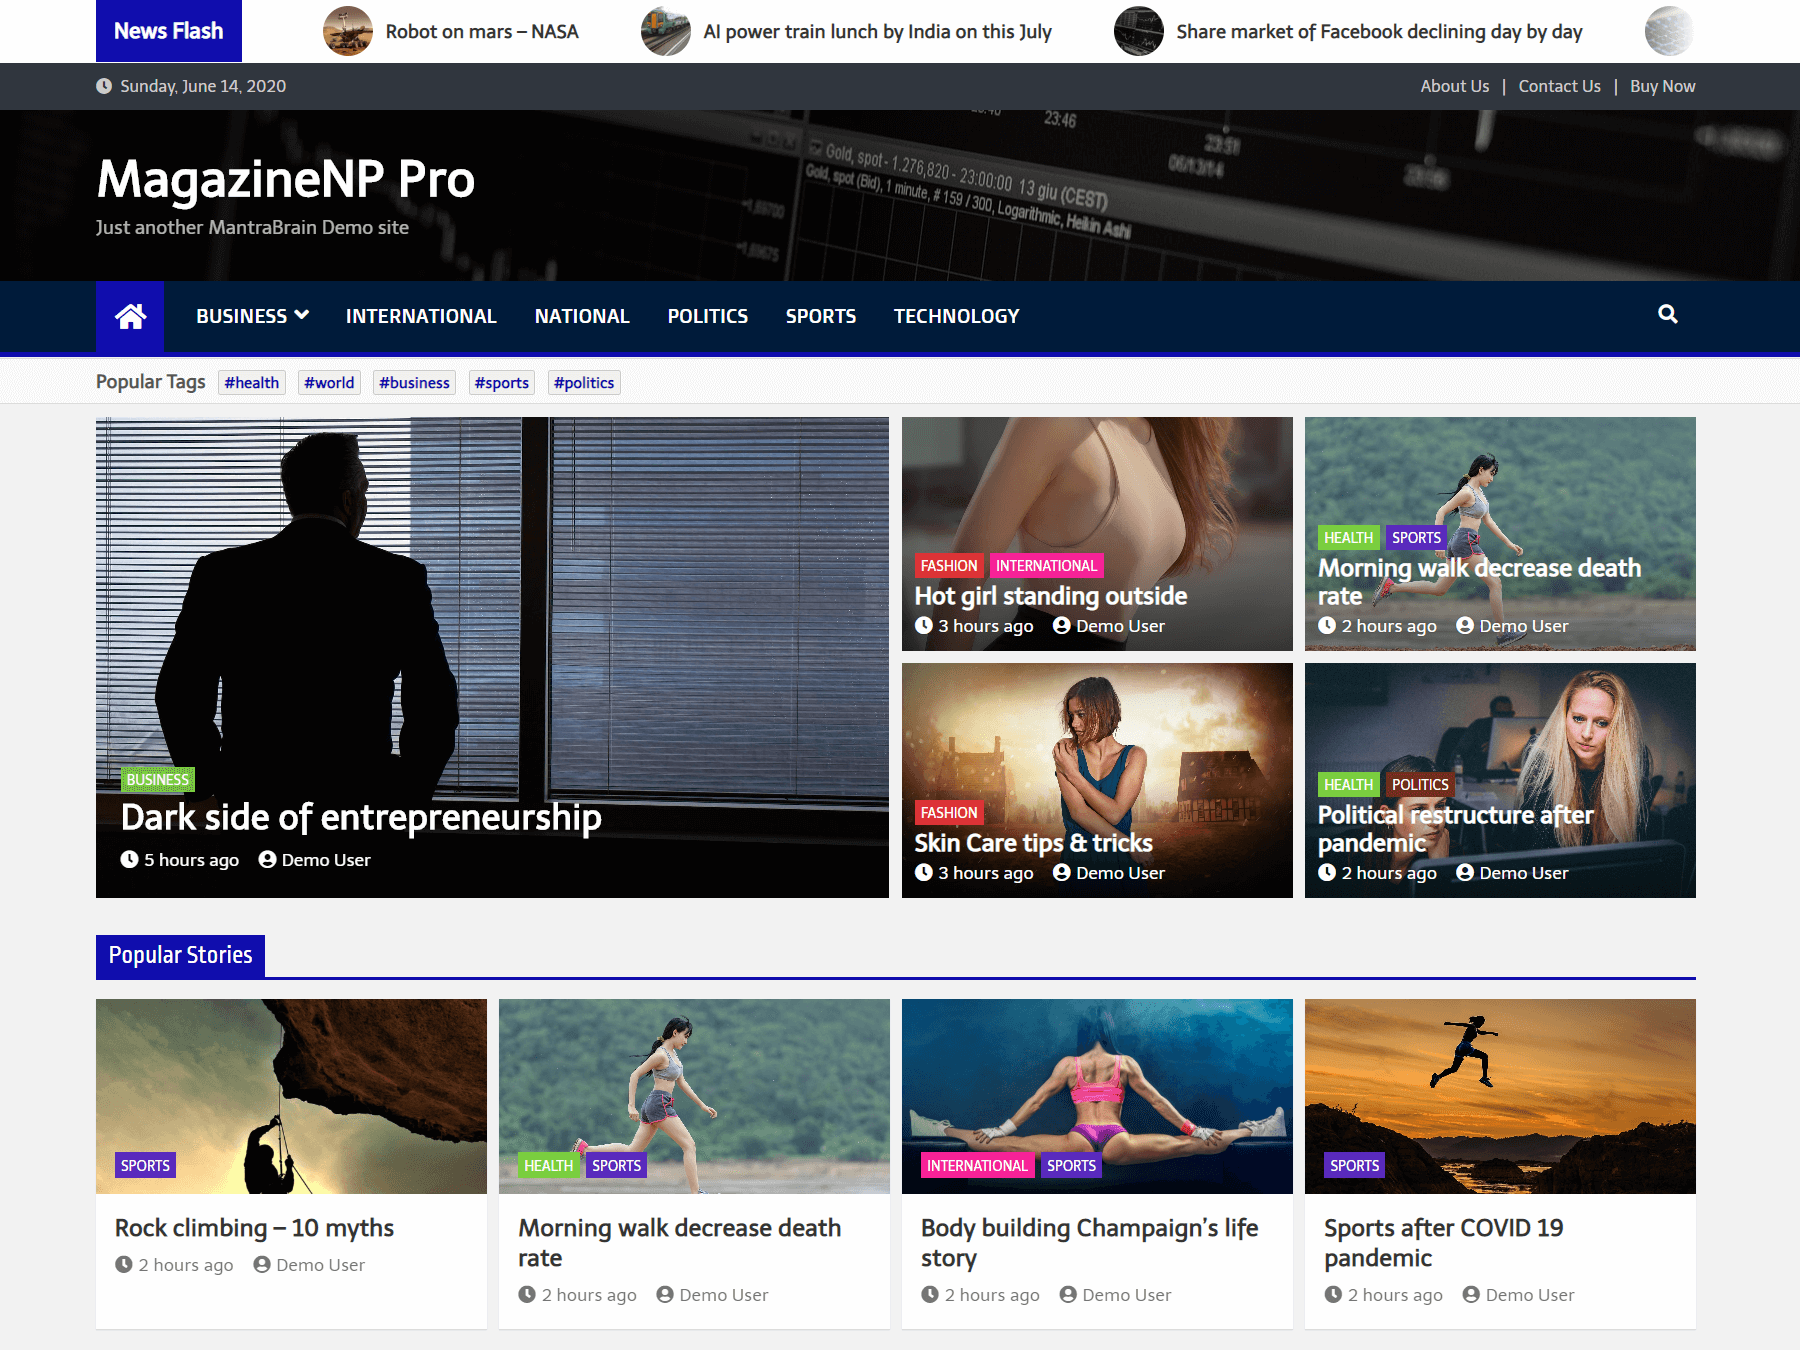 News Flash
Robot on mars – NASA
AI power train lunch by India on this July
Share market of Facebook declining day by day
Sunday, June 14, 2020
About Us | Contact Us | Buy Now
23:46
23:51
06/13/14
Gold, spot - 1.276,820 - 23:00:00 13 giu (CEST)
Gold, spot (Bid), 1 minute, # 159 / 300, Logarithmic, Heikin Ashi
MagazineNP Pro
Just another MantraBrain Demo site
BUSINESS INTERNATIONAL NATIONAL POLITICS SPORTS TECHNOLOGY
Popular Tags #health #world #business #sports #politics
BUSINESS
Dark side of entrepreneurship
5 hours ago Demo User
FASHION INTERNATIONAL
Hot girl standing outside
3 hours ago Demo User
HEALTH SPORTS
Morning walk decrease death
rate
2 hours ago Demo User
FASHION
Skin Care tips & tricks
3 hours ago Demo User
HEALTH POLITICS
Political restructure after
pandemic
2 hours ago Demo User
Popular Stories
SPORTS
Rock climbing – 10 myths
2 hours ago Demo User
HEALTH SPORTS
Morning walk decrease death
rate
2 hours ago Demo User
INTERNATIONAL SPORTS
Body building Champaign's life
story
2 hours ago Demo User
SPORTS
Sports after COVID 19
pandemic
2 hours ago Demo User